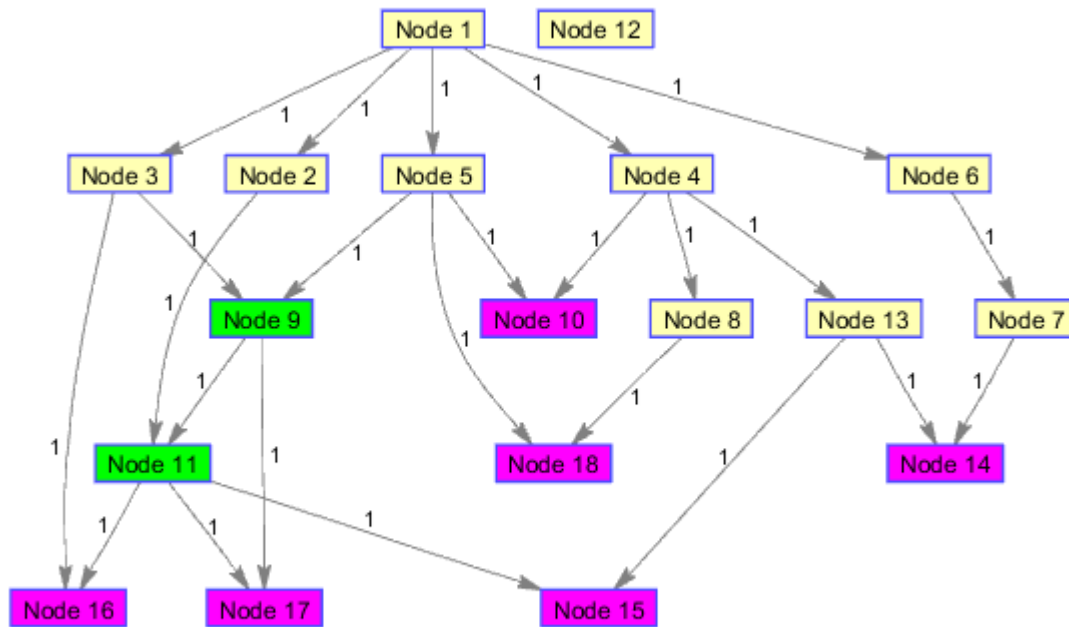 Node 1
Node 12
1
1
1
1
1
Node 3
Node 2
Node 5
Node 4
Node 6
1
1
1
1
1
1
1
1
1
Node 9
Node 10
Node 8
Node 13
Node 7
1
1
1
1
1
1
1
Node 11
Node 18
Node 14
1
1
1
Node 16
Node 17
Node 15